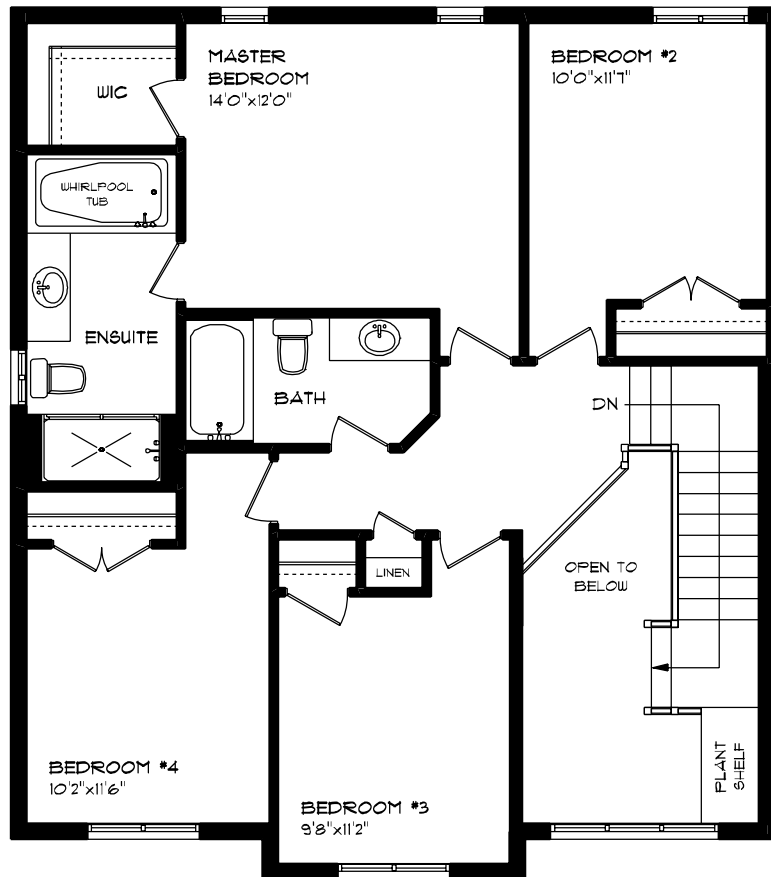 MASTER
BEDROOM
14'0"x12'0"
BEDROOM #2
10'0"x11'7"
WIC
WHIRLPOOL
TUB
ENSUITE
BATH
DN
LINEN
OPEN TO
BELOW
BEDROOM #4
10'2"x11'6"
BEDROOM #3
9'8"x11'2"
PLANT
SHELF